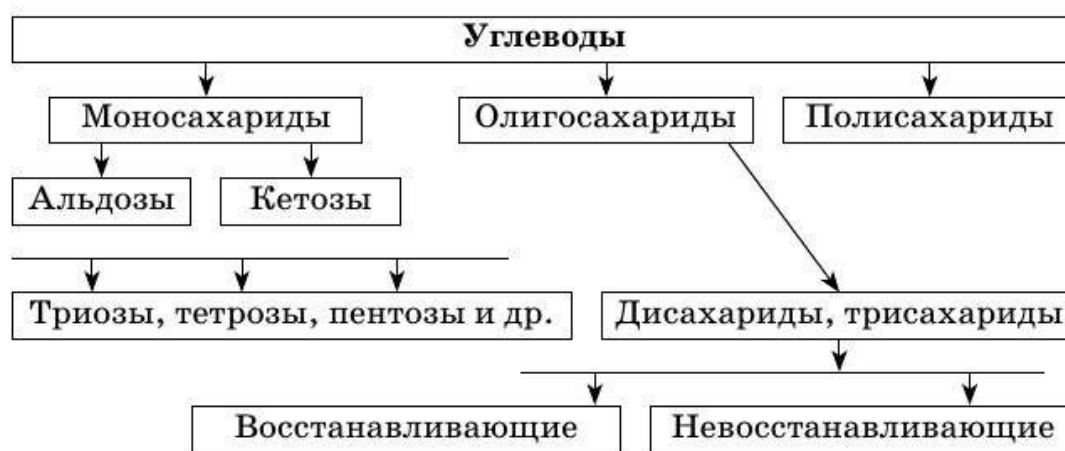 Углеводы
Моносахариды Олигосахариды Полисахариды
Альдозы Кетозы
Триозы, тетрозы, пентозы и др. Дисахариды, трисахариды
Восстанавливающие Невосстанавливающие